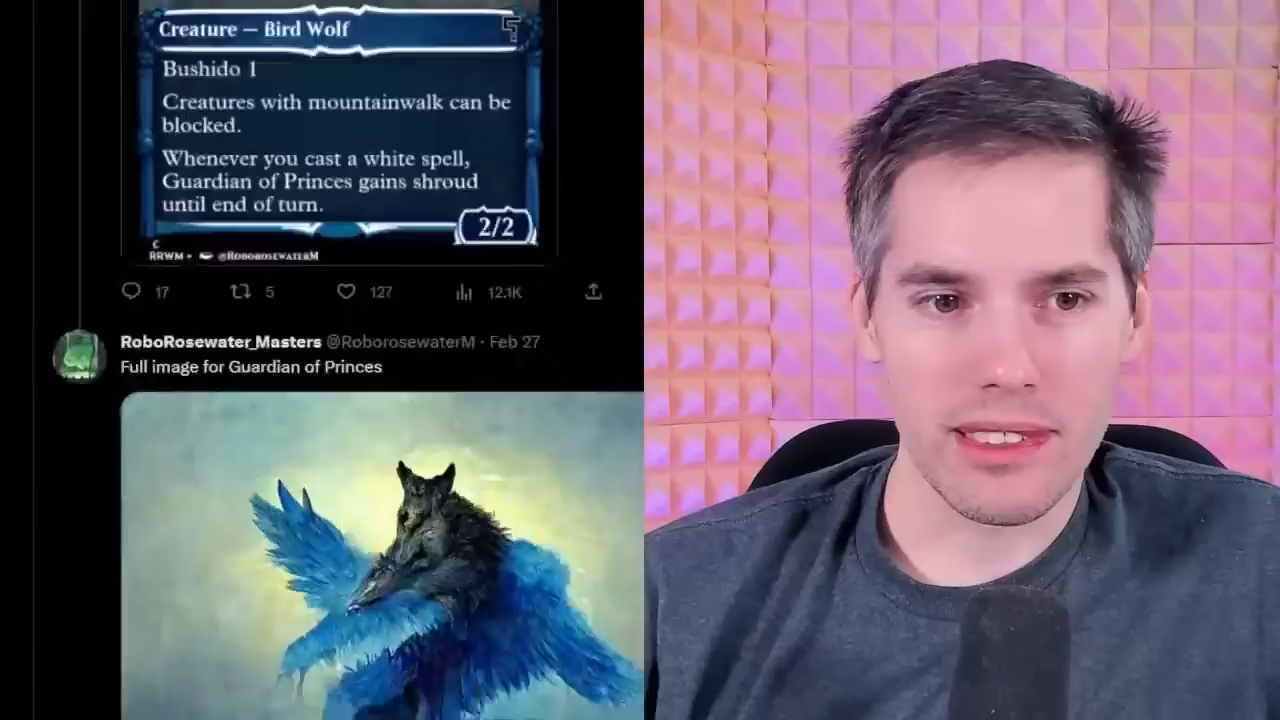 Creature — Bird Wolf
Bushido 1
Creatures with mountainwalk can be
blocked.
Whenever you cast a white spell,
Guardian of Princes gains shroud
until end of turn.
2/2
C
RRWM • @RoborosewaterM
17 5 127 12.1K
RoboRosewater_Masters @RoborosewaterM · Feb 27
Full image for Guardian of Princes